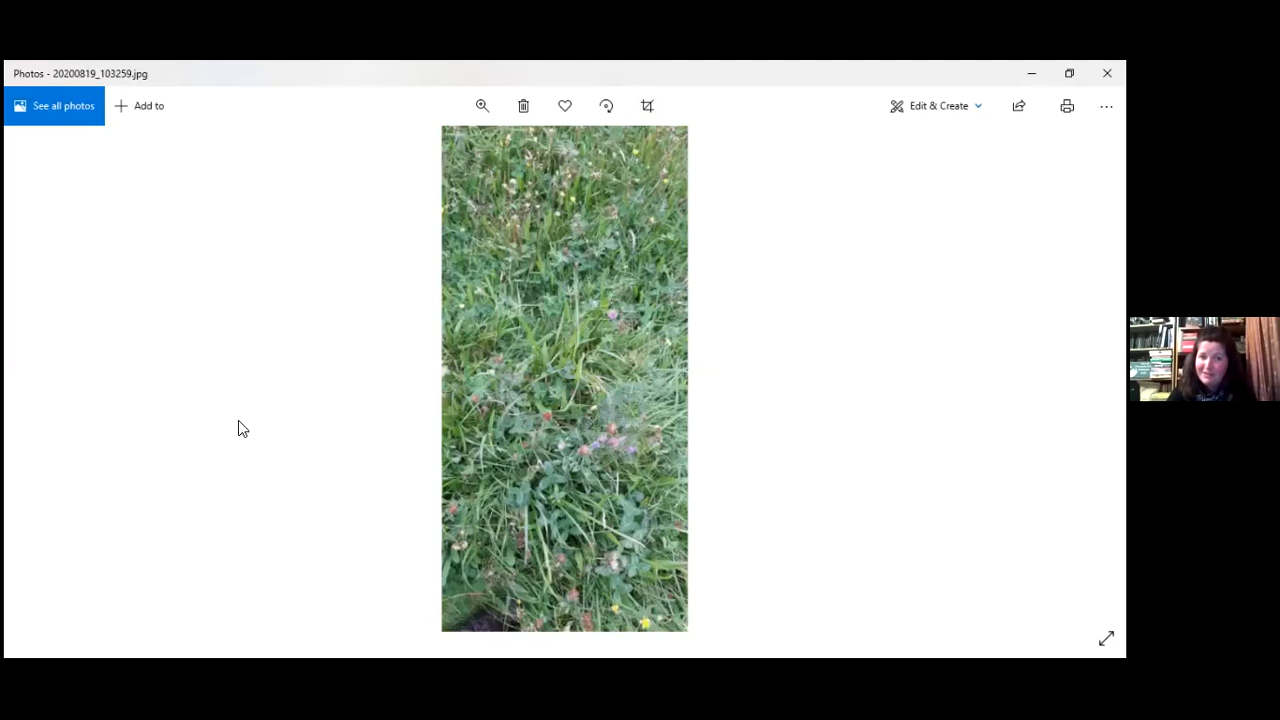 Photos - 20200819_103259.jpg
See all photos
Add to
Edit & Create